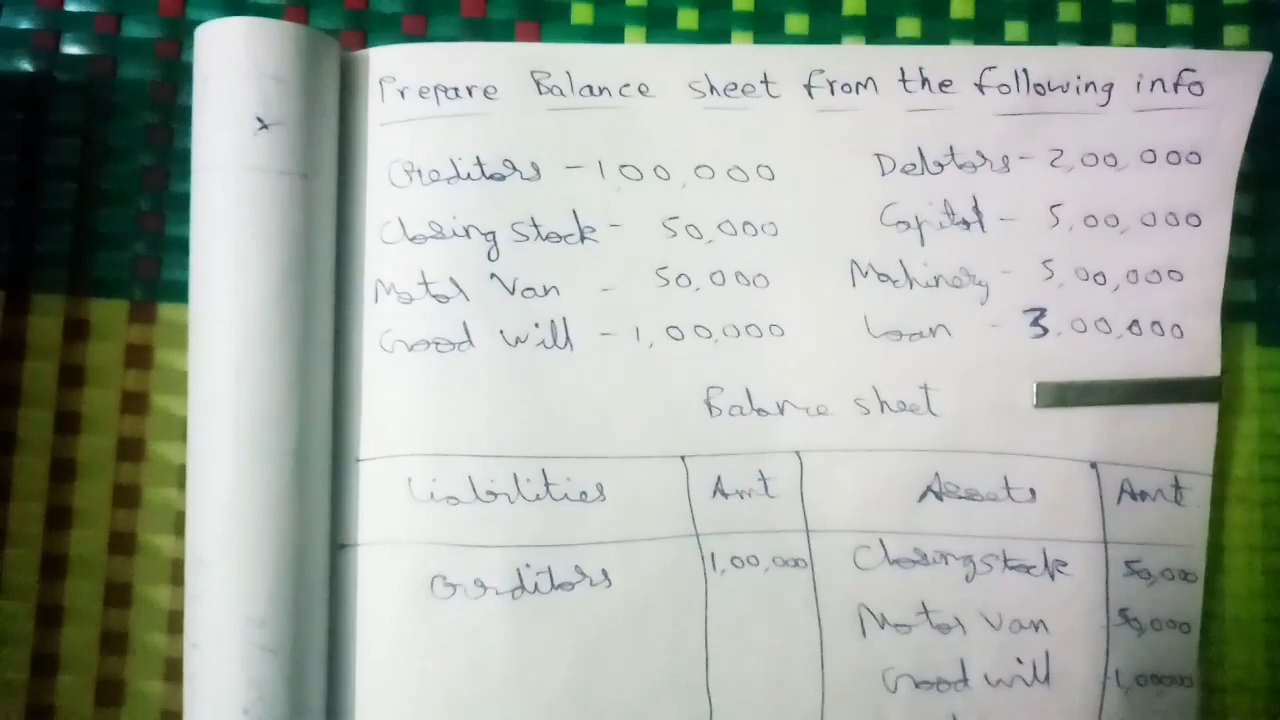 Prepare Balance sheet from the following info
Creditors - 100,000 Debtors - 2,00,000
Closing stock - 50,000 Capital - 5,00,000
Motor Van - 50,000 Machinery - 5,00,000
Good will - 1,00,000 Loan - 3.00,000
Balance sheet
Liabilities Amt Assets Amt
Creditors 1,00,000 Closing stock 50,000
Motor van 50,000
Good will 1,00000